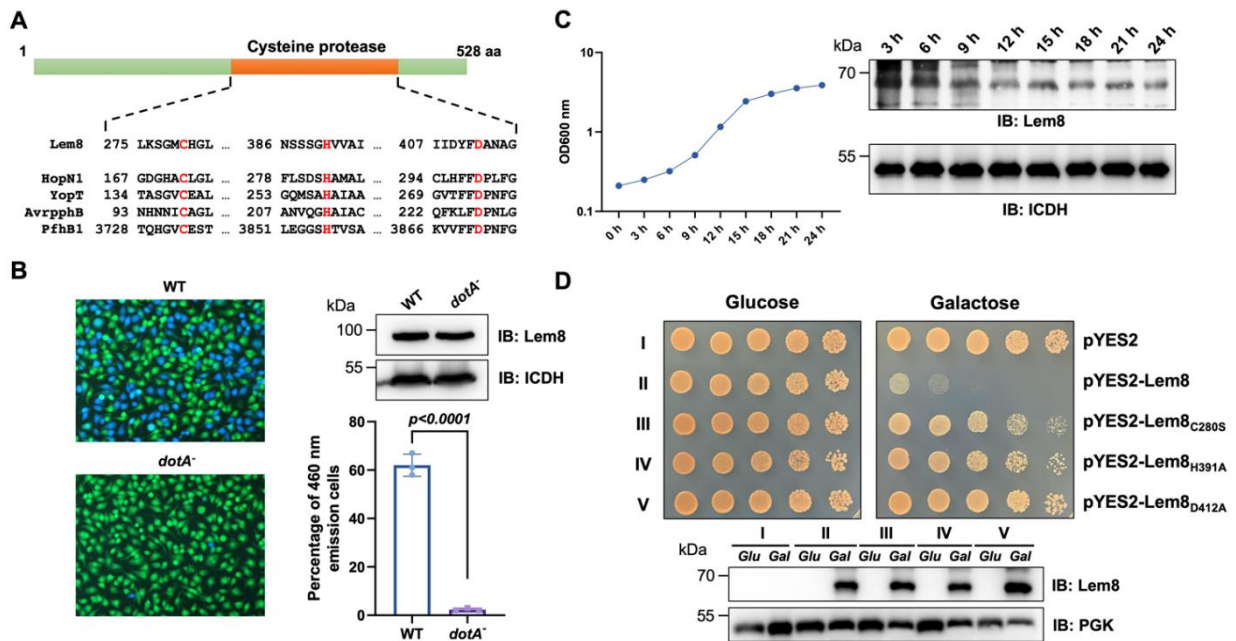 A
1 Cysteine protease 528 aa
Lem8 275 LKSGMCHGL … 386 NSSSGHVVAI … 407 IIDYFDANAG
HopN1 167 GDGHACLGL … 278 FLSDSHAMAL … 294 CLHFFDPLFG
YopT 134 TASGVCEAL … 253 GQMSAHAIAA … 269 GVTFFDPNFG
AvrpphB 93 NHNNICAGL … 207 ANVQGHAIAC … 222 QFKLFDPNLG
PfhB1 3728 TQHGVCEST … 3851 LEGGSHTVSA … 3866 KVVFFDPNFG
B
WT
dotA-
kDa WT dotA-
100 IB: Lem8
55 IB: ICDH
p<0.0001
Percentage of 460 nm
emission cells
80
60
40
20
0
WT dotA-
C
OD600 nm
10
1
0.1
0 h 3 h 6 h 9 h 12 h 15 h 18 h 21 h 24 h
kDa 3 h 6 h 9 h 12 h 15 h 18 h 21 h 24 h
70
IB: Lem8
55
IB: ICDH
D
Glucose Galactose
I pYES2
II pYES2-Lem8
III pYES2-Lem8C280S
IV pYES2-Lem8H391A
V pYES2-Lem8D412A
I II III IV V
kDa Glu Gal Glu Gal Glu Gal Glu Gal Glu Gal
70 IB: Lem8
55 IB: PGK